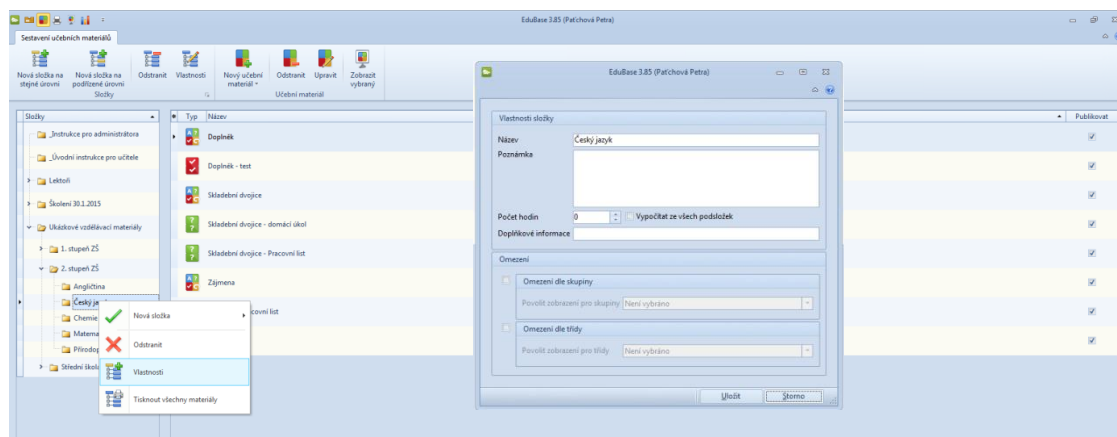 EduBase 3.85 (Paťchová Petra)
Sestavení učebních materiálů
Nová složka na stejné úrovni
Nová složka na podřízené úrovni
Odstranit
Vlastnosti
Složky
Nový učební materiál
Odstranit
Upravit
Zobrazit vybraný
Učební materiál
Složky
_Instrukce pro administrátora
_Úvodní instrukce pro učitele
Lektoři
Školení 30.1.2015
Ukázkové vzdělávací materiály
1. stupeň ZŠ
2. stupeň ZŠ
Angličtina
Český ja
Chemie
Matema
Přírodop
Střední škol
Nová složka
Odstranit
Vlastnosti
Tisknout všechny materiály
Typ Název Publikovat
Doplněk
Doplněk - test
Skladební dvojice
Skladební dvojice - domácí úkol
Skladební dvojice - Pracovní list
Zájmena
covní list
EduBase 3.85 (Paťchová Petra)
Vlastnosti složky
Název Český jazyk
Poznámka
Počet hodin 0 Vypočítat ze všech podsložek
Doplňkové informace
Omezení
Omezení dle skupiny
Povolit zobrazení pro skupiny Není vybráno
Omezení dle třídy
Povolit zobrazení pro třídy Není vybráno
Uložit Storno